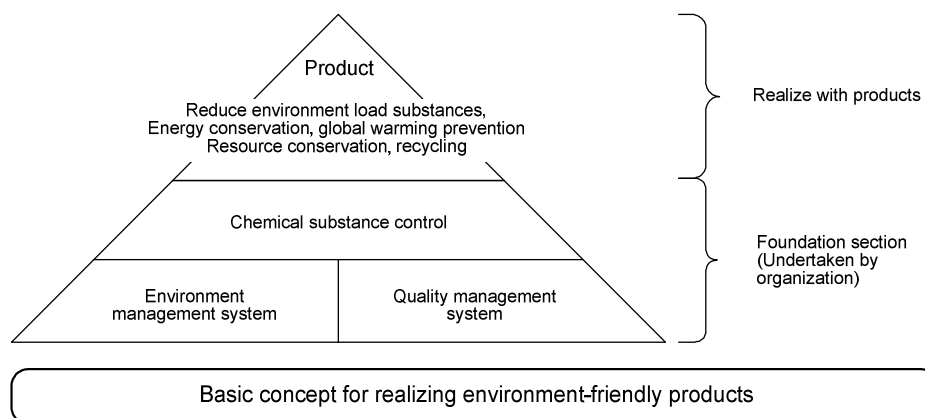 Product
Reduce environment load substances,
Energy conservation, global warming prevention
Resource conservation, recycling
Realize with products
Chemical substance control
Environment
management system
Quality management
system
Foundation section
(Undertaken by
organization)
Basic concept for realizing environment-friendly products